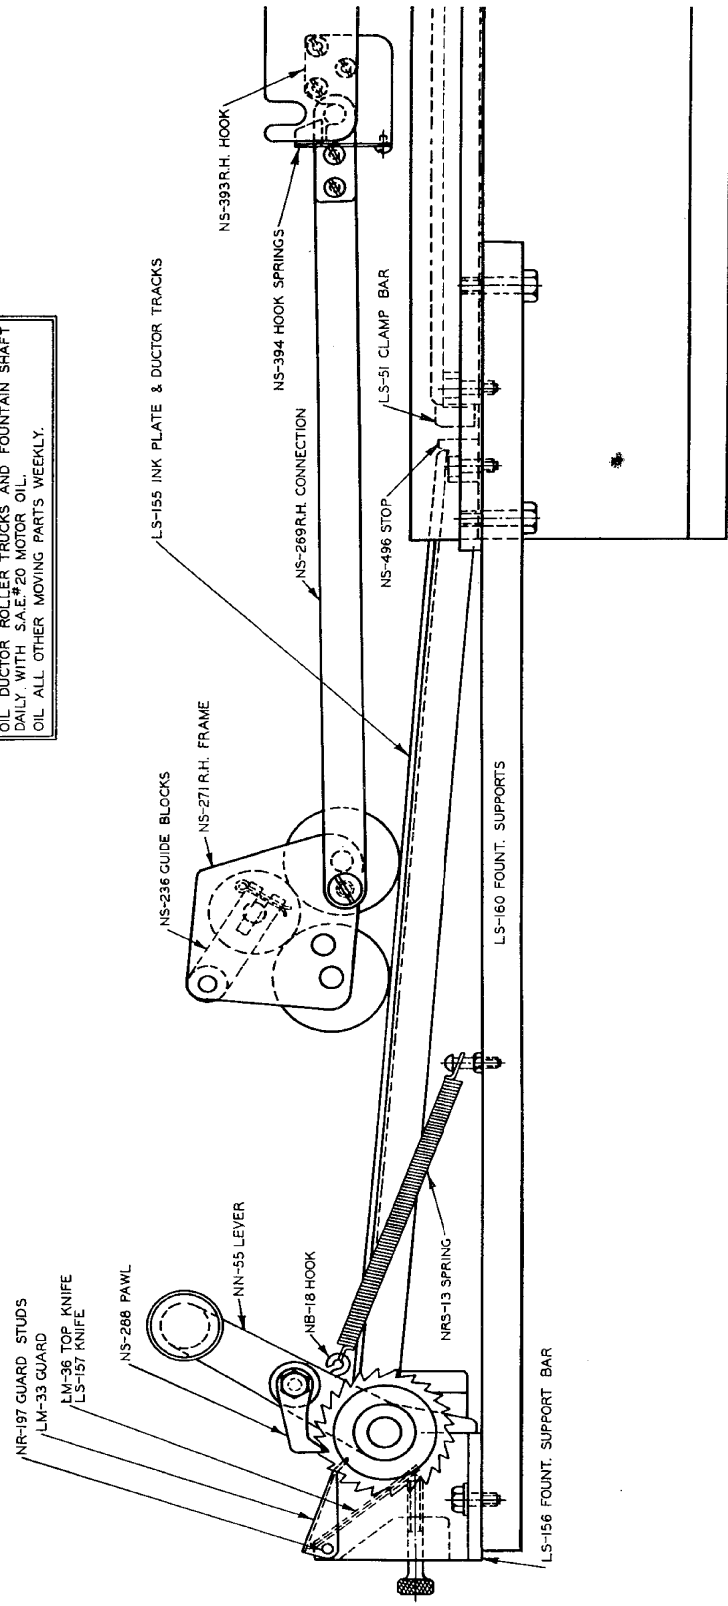 OIL DUCTOR ROLLER TRUCKS AND FOUNTAIN SHAFT
DAILY WITH S.A.E.#20 MOTOR OIL.
OIL ALL OTHER MOVING PARTS WEEKLY.
NR-197 GUARD STUDS
LM-33 GUARD
LM-36 TOP KNIFE
LS-157 KNIFE
NS-288 PAWL
NN-55 LEVER
NB-18 HOOK
NRS-13 SPRING
LS-156 FOUNT. SUPPORT BAR
NS-236 GUIDE BLOCKS
NS-271 R.H. FRAME
LS-160 FOUNT. SUPPORTS
LS-155 INK PLATE & DUCTOR TRACKS
NS-269 R.H. CONNECTION
NS-496 STOP
LS-51 CLAMP BAR
NS-394 HOOK SPRINGS
NS-393 R.H. HOOK